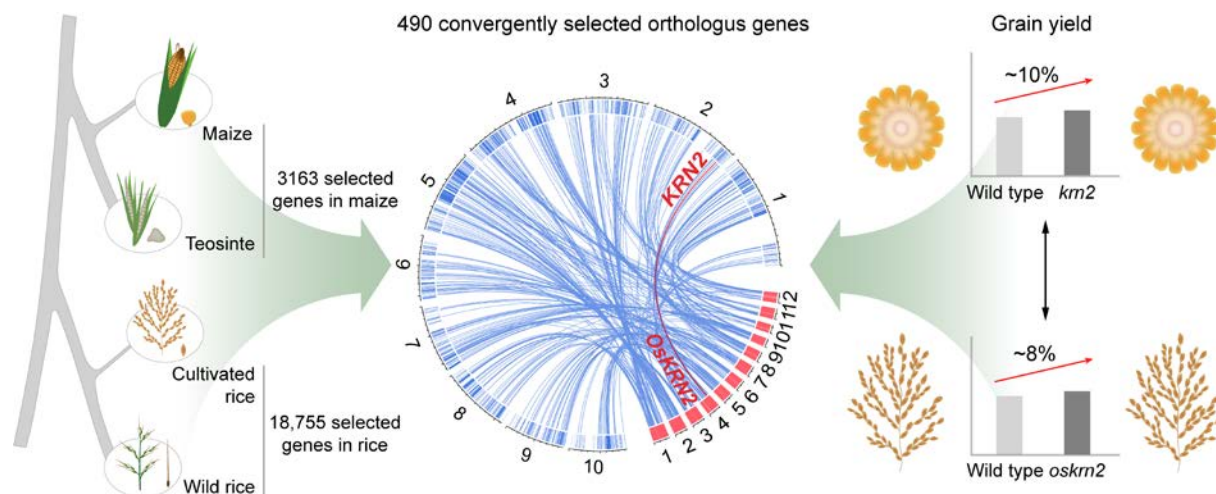 490 convergently selected orthologus genes
Grain yield
Maize
Teosinte
3163 selected
genes in maize
Cultivated
rice
Wild rice
18,755 selected
genes in rice
1
2
3
4
5
6
7
8
9
10
KRN2
OsKRN2
1
2
3
4
5
6
7
8
9
10
11
12
~10%
Wild type krn2
~8%
Wild type oskrn2